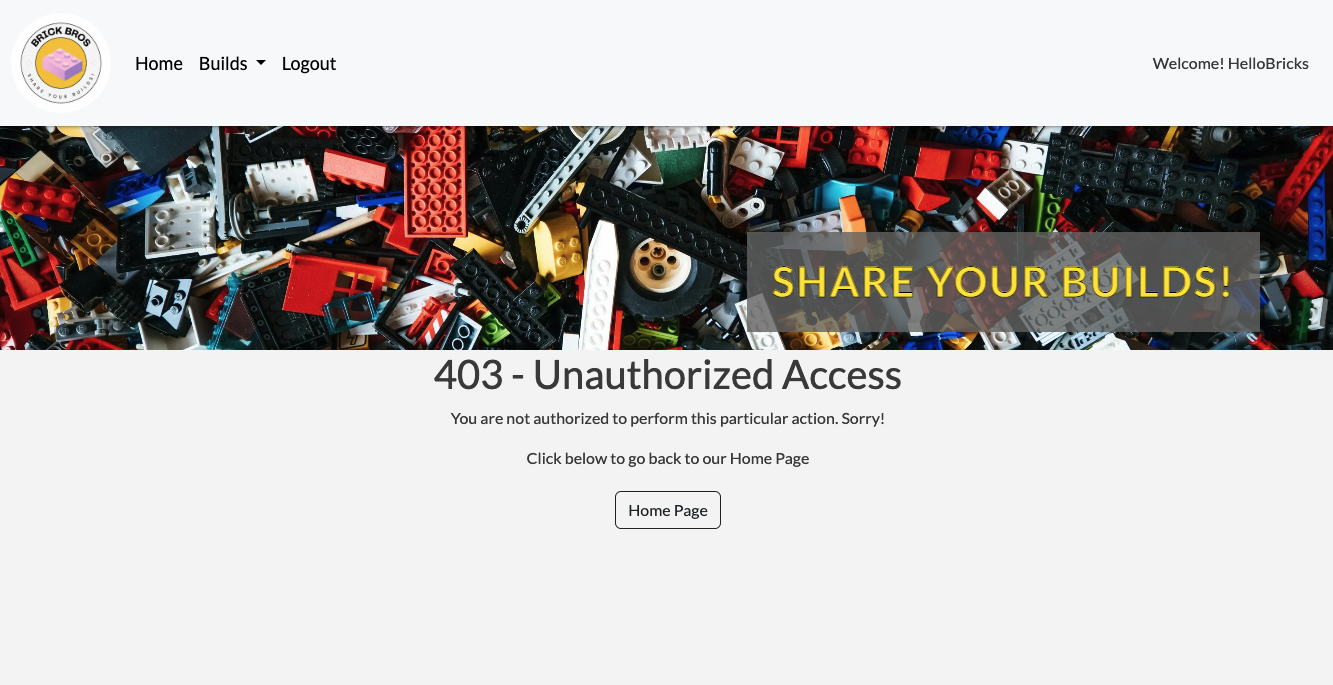 BRICK BROS
SHARE YOUR BUILDS!
Home Builds Logout
Welcome! HelloBricks
SHARE YOUR BUILDS!
403 - Unauthorized Access
You are not authorized to perform this particular action. Sorry!
Click below to go back to our Home Page
Home Page